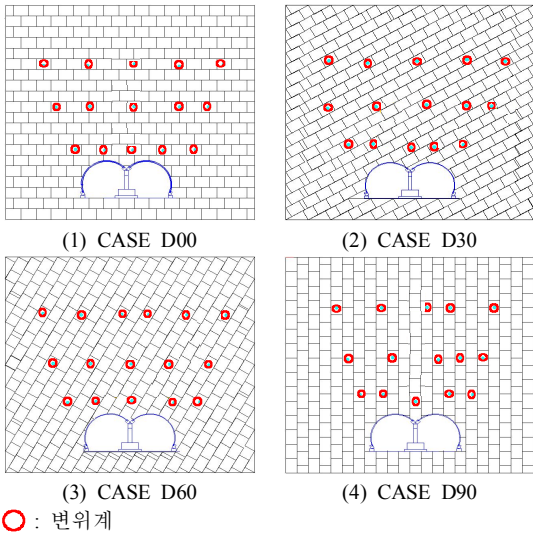 (1) CASE D00
(2) CASE D30
(3) CASE D60
(4) CASE D90
: 변위계